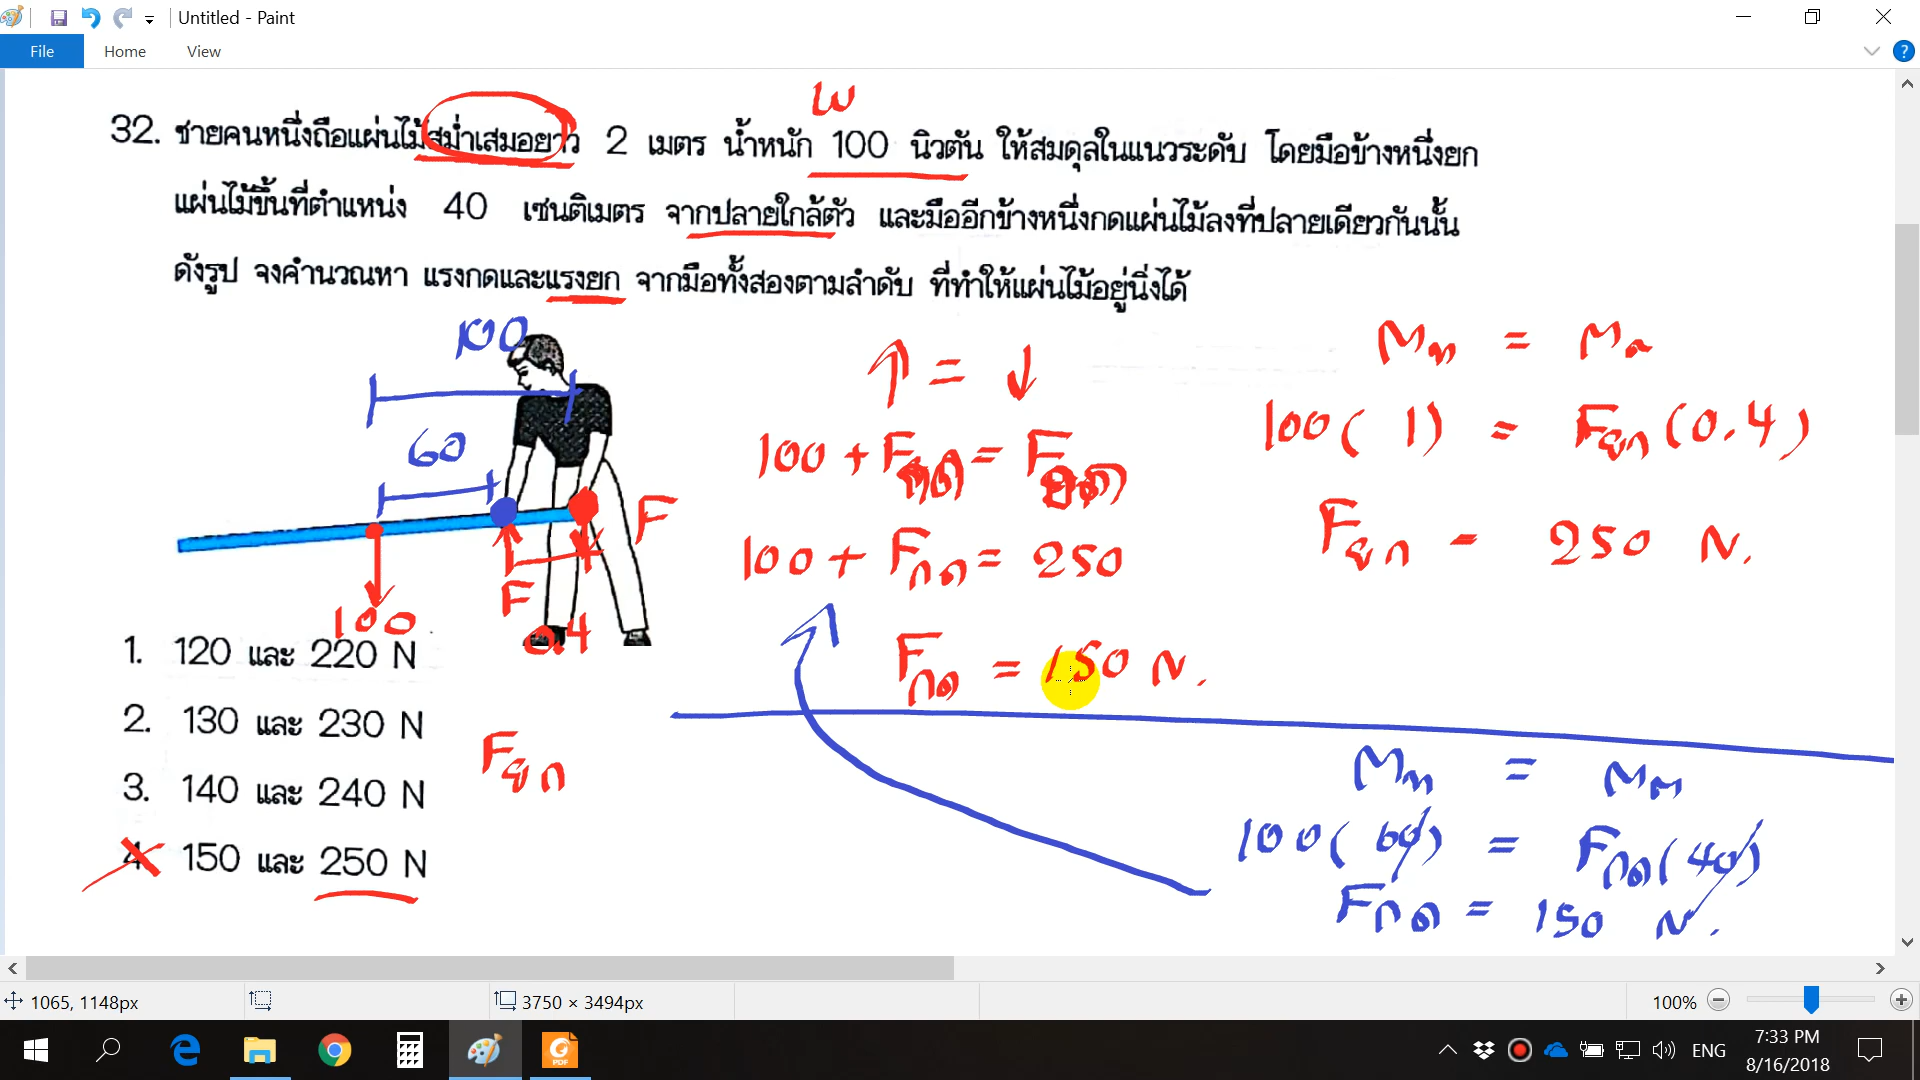 Untitled - Paint
File Home View
W
32. ชายคนหนึ่งถือแผ่นไม้สม่ำเสมอยาว 2 เมตร น้ำหนัก 100 นิวตัน ให้สมดุลในแนวระดับ โดยมือข้างหนึ่งยก
แผ่นไม้ขึ้นที่ตำแหน่ง 40 เซนติเมตร จากปลายใกล้ตัว และมืออีกข้างหนึ่งกดแผ่นไม้ลงที่ปลายเดียวกันนั้น
ดังรูป จงคำนวณหา แรงกดและแรงยก จากมือทั้งสองตามลำดับ ที่ทำให้แผ่นไม้อยู่นิ่งได้
100
60
F
F
100
0.4
↑ = ↓
100 + Fกด = Fยก
100 + Fกด = 250
Fกด = 150 N.
Mท = Mต
100 ( 1 ) = Fยก (0.4)
Fยก = 250 N.
1. 120 และ 220 N
2. 130 และ 230 N
3. 140 และ 240 N
4. 150 และ 250 N
Fยก
Mท = Mต
100 ( 60 ) = Fกด ( 40 )
Fกด = 150 N.
1065, 1148px
3750 × 3494px
100%
PDF
ENG
7:33 PM
8/16/2018